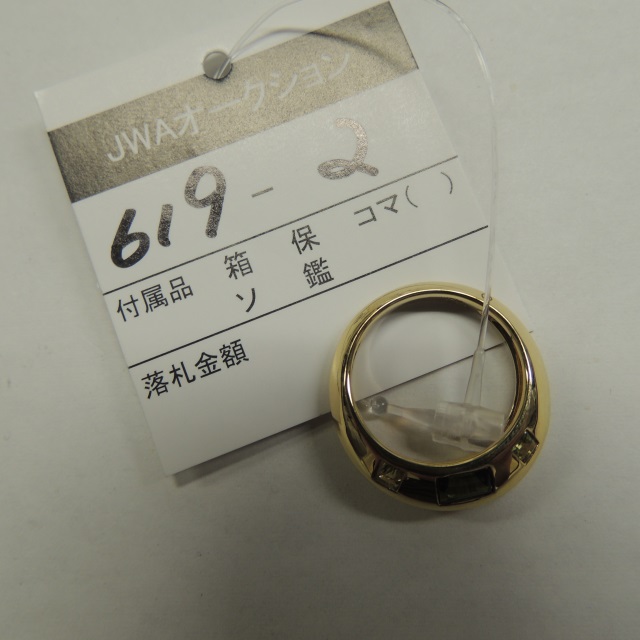 JWAオークション
619-2
付属品 箱 保 コマ( )
ソ 鑑
落札金額